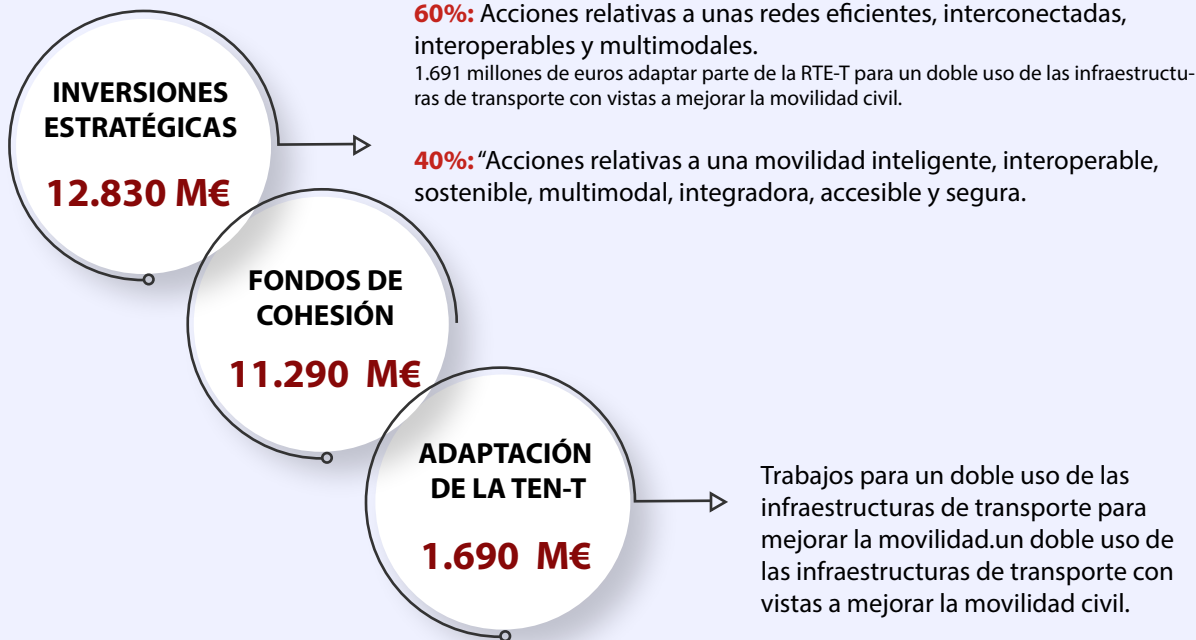 INVERSIONES
ESTRATÉGICAS
12.830 M€
60%: Acciones relativas a unas redes eficientes, interconectadas,
interoperables y multimodales.
1.691 millones de euros adaptar parte de la RTE-T para un doble uso de las infraestructu-
ras de transporte con vistas a mejorar la movilidad civil.
40%: “Acciones relativas a una movilidad inteligente, interoperable,
sostenible, multimodal, integradora, accesible y segura.
FONDOS DE
COHESIÓN
11.290 M€
ADAPTACIÓN
DE LA TEN-T
1.690 M€
Trabajos para un doble uso de las
infraestructuras de transporte para
mejorar la movilidad.un doble uso de
las infraestructuras de transporte con
vistas a mejorar la movilidad civil.